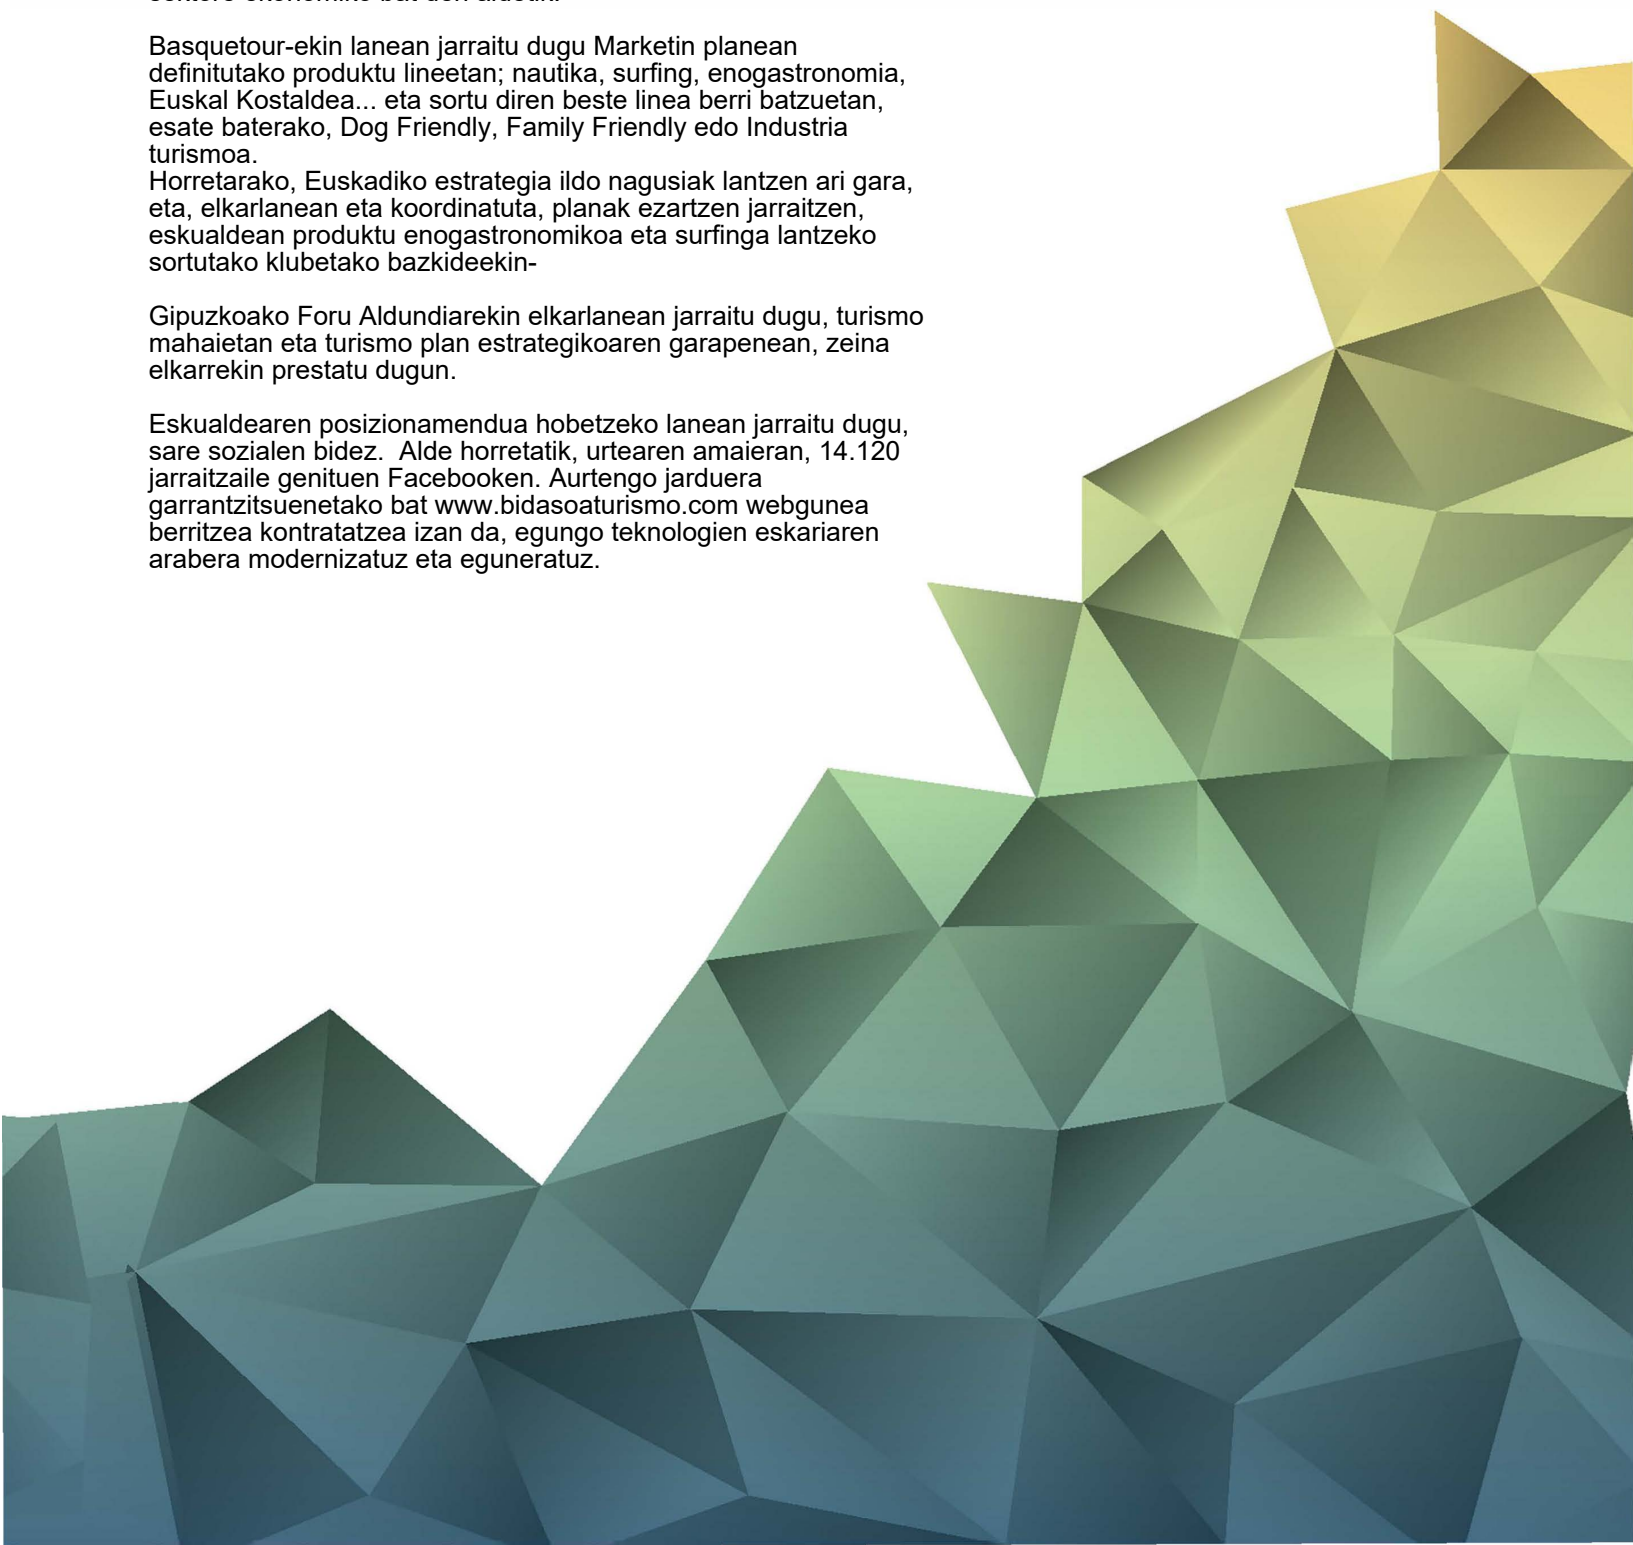 Basquetour-ekin lanean jarraitu dugu Marketin planean
definitutako produktu lineetan; nautika, surfing, enogastronomia,
Euskal Kostaldea... eta sortu diren beste linea berri batzuetan,
esate baterako, Dog Friendly, Family Friendly edo Industria
turismoa.
Horretarako, Euskadiko estrategia ildo nagusiak lantzen ari gara,
eta, elkarlanean eta koordinatuta, planak ezartzen jarraitzen,
eskualdean produktu enogastronomikoa eta surfinga lantzeko
sortutako klubetako bazkideekin-
Gipuzkoako Foru Aldundiarekin elkarlanean jarraitu dugu, turismo
mahaietan eta turismo plan estrategikoaren garapenean, zeina
elkarrekin prestatu dugun.
Eskualdearen posizionamendua hobetzeko lanean jarraitu dugu,
sare sozialen bidez.  Alde horretatik, urtearen amaieran, 14.120
jarraitzaile genituen Facebooken. Aurtengo jarduera
garrantzitsuenetako bat www.bidasoaturismo.com webgunea
berritzea kontratatzea izan da, egungo teknologien eskariaren
arabera modernizatuz eta eguneratuz.